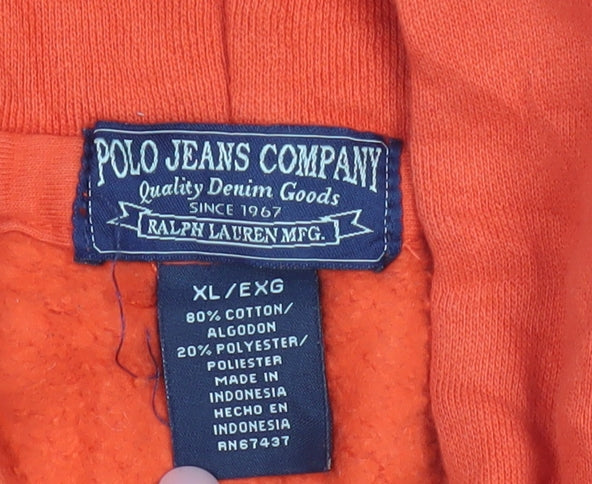 POLO JEANS COMPANY
Quality Denim Goods
SINCE 1967
RALPH LAUREN MFG.
XL/EXG
80% COTTON/
ALGODON
20% POLYESTER/
POLIESTER
MADE IN
INDONESIA
HECHO EN
INDONESIA
RN67437